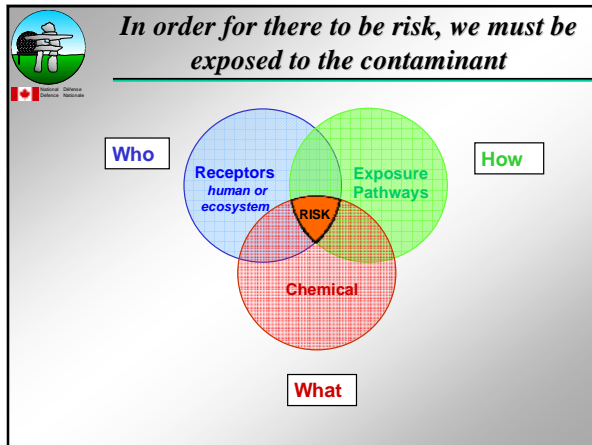 In order for there to be risk, we must be
exposed to the contaminant
National Défense
Defence Nationale
Who
How
Receptors
human or
ecosystem
Exposure
Pathways
RISK
Chemical
What